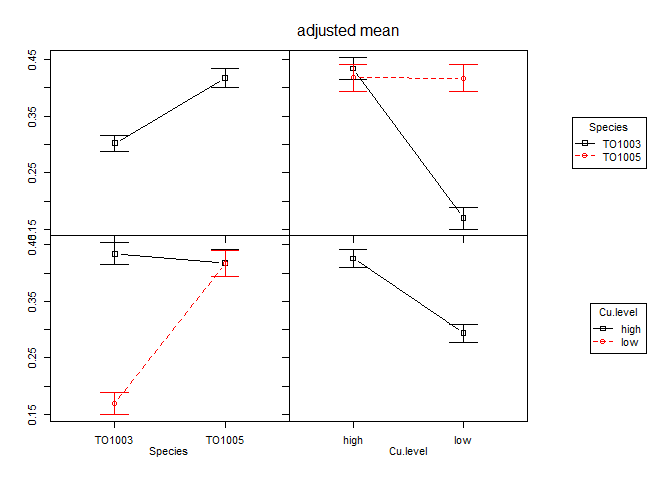 adjusted mean
0.45
0.35
0.25
0.15
Species
TO1003
TO1005
0.45
0.35
0.25
0.15
Cu.level
high
low
TO1003 TO1005
Species
high low
Cu.level